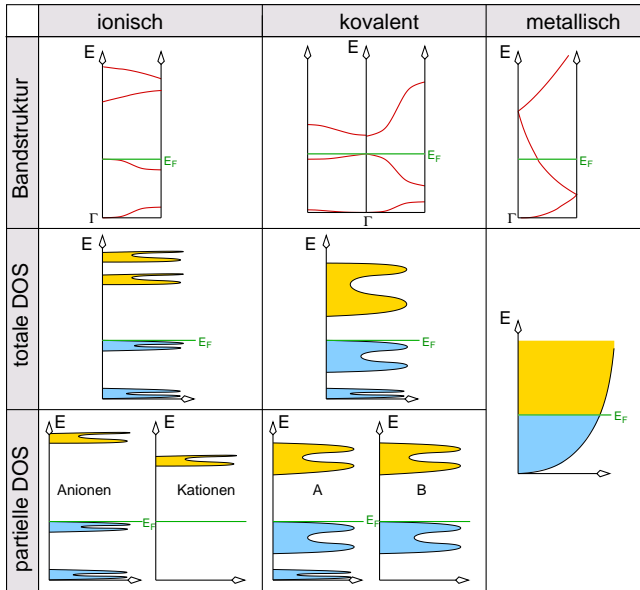 ionisch kovalent metallisch
Bandstruktur
E E E
E_F E_F E_F
Γ Γ Γ
totale DOS
E E
E_F E_F
E
E_F
partielle DOS
E E E E
Anionen Kationen A B
E_F E_F